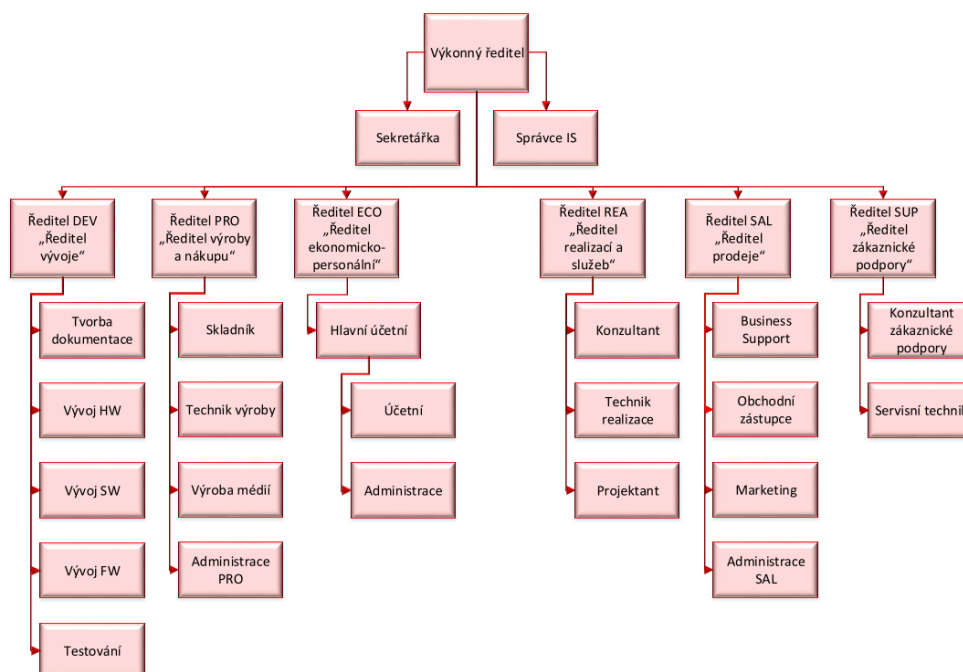 Výkonný ředitel
Sekretářka
Správce IS
Ředitel DEV
„Ředitel
vývoje“
Ředitel PRO
„Ředitel výroby
a nákupu“
Ředitel ECO
„Ředitel
ekonomicko-
personální“
Ředitel REA
„Ředitel
realizací a
služeb“
Ředitel SAL
„Ředitel
prodeje“
Ředitel SUP
„Ředitel
zákaznické
podpory“
Tvorba
dokumentace
Vývoj HW
Vývoj SW
Vývoj FW
Testování
Skladník
Technik výroby
Výroba médií
Administrace
PRO
Hlavní účetní
Účetní
Administrace
Konzultant
Technik
realizace
Projektant
Business
Support
Obchodní
zástupce
Marketing
Administrace
SAL
Konzultant
zákaznické
podpory
Servisní technik